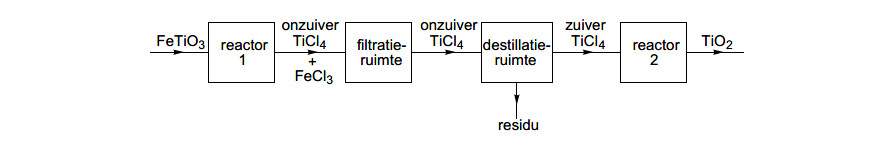 FeTiO3
reactor
1
onzuiver
TiCl4
+
FeCl3
filtratie-
ruimte
onzuiver
TiCl4
destillatie-
ruimte
residu
zuiver
TiCl4
reactor
2
TiO2